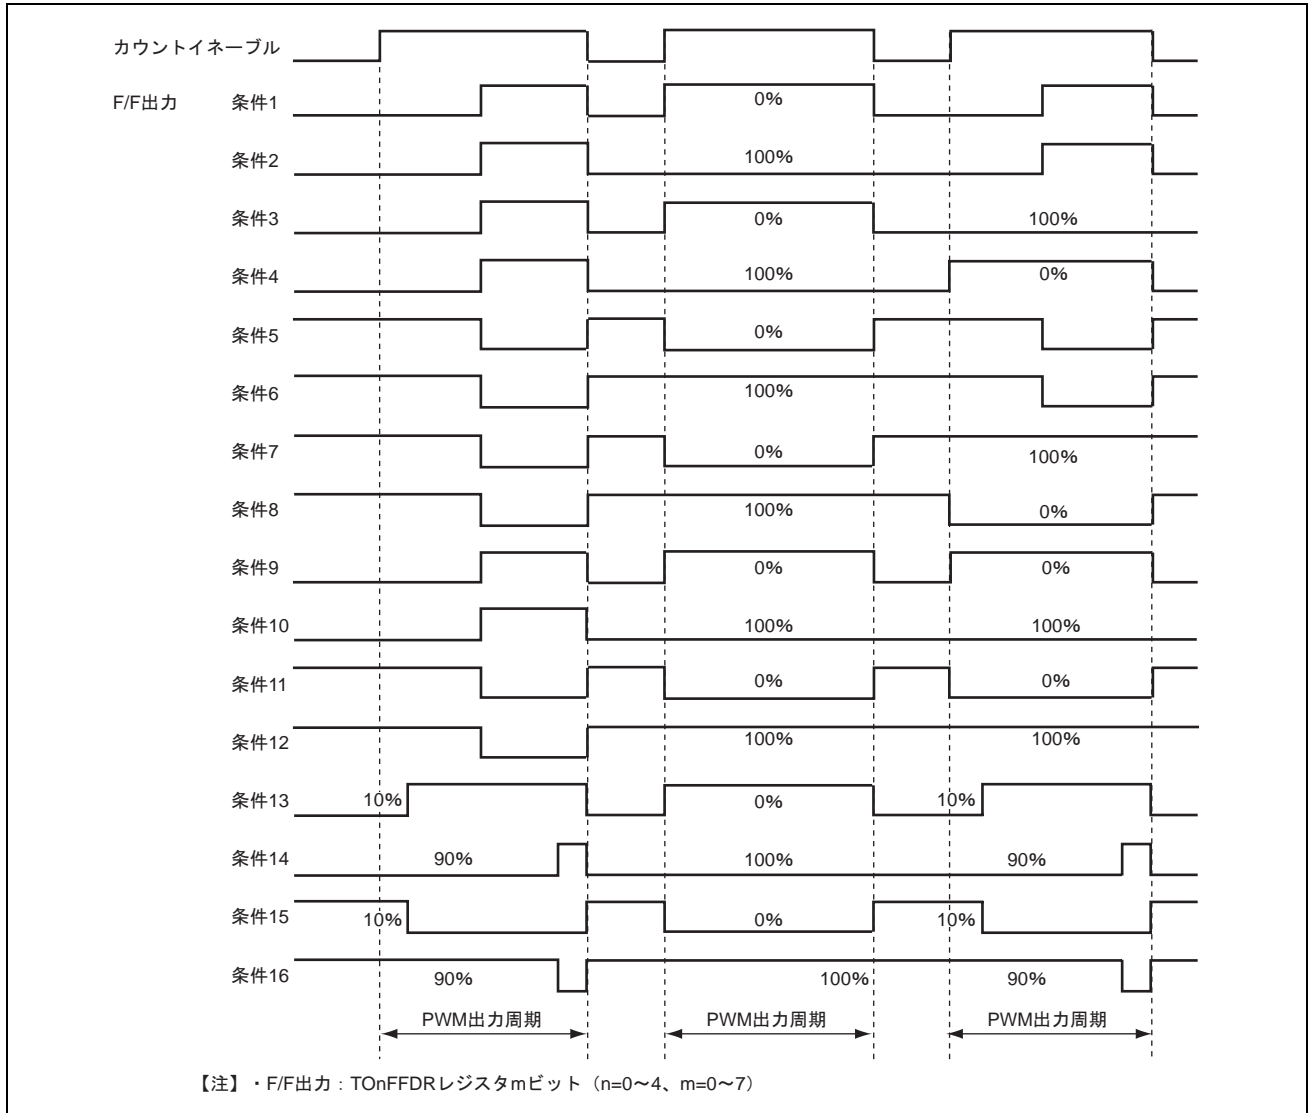 カウントイネーブル
F/F出力 条件1 0%
条件2 100%
条件3 0% 100%
条件4 100% 0%
条件5 0%
条件6 100%
条件7 0% 100%
条件8 100% 0%
条件9 0% 0%
条件10 100% 100%
条件11 0% 0%
条件12 100% 100%
条件13 10% 0% 10%
条件14 90% 100% 90%
条件15 10% 0% 10%
条件16 90% 100% 90%
PWM出力周期 PWM出力周期 PWM出力周期
【注】・F/F出力：TOnFFDRレジスタmビット（n=0～4、m=0～7）